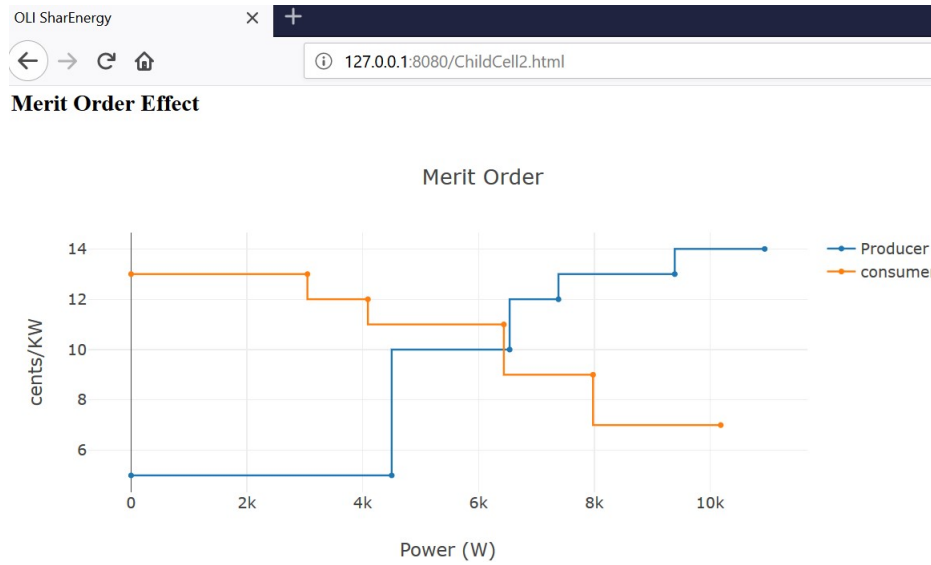 OLI SharEnergy
127.0.0.1:8080/ChildCell2.html
Merit Order Effect
Merit Order
14
12
10
8
6
cents/KW
0 2k 4k 6k 8k 10k
Power (W)
Producer
consumer